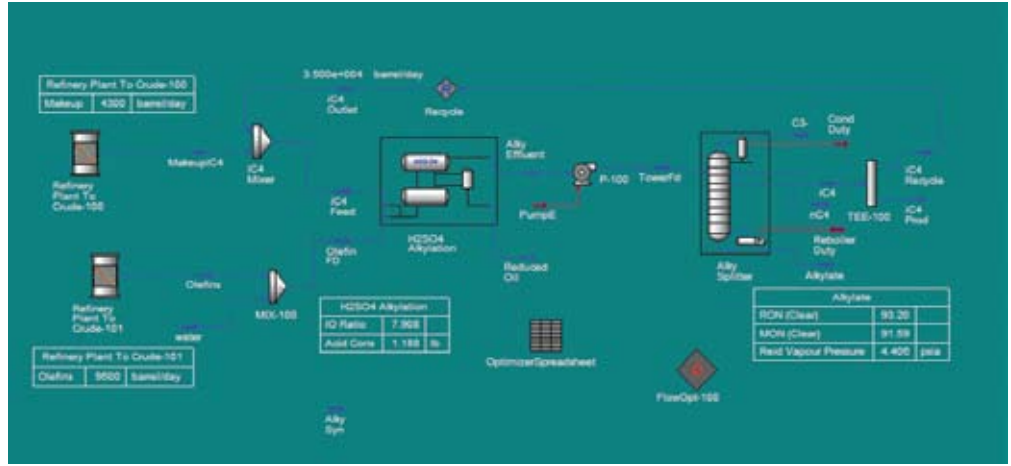 3.500e+004 barrel/day
Refinery Plant To Crude-100
Makeup 4300 barrel/day
iC4
Outlet
Recycle
C3-
Cond
Duty
MakeupIC4
iC4
Mixer
Alky
Effluent
P-100
TowerFd
iC4
Recycle
Refinery
Plant To
Crude-100
iC4
Feed
PumpE
iC4
nC4
TEE-100
iC4
Prod
H2SO4
Alkylation
Olefin
FD
Reboiler
Duty
Reduced
Oil
Alky
Splitter
Alkylate
Olefins
MIX-100
Refinery
Plant To
Crude-101
water
H2SO4 Alkylation
IO Ratio 7.908
Acid Cons 1.188 lb
Alkylate
RON (Clear) 93.20
MON (Clear) 91.59
Reid Vapour Pressure 4.405 psia
Refinery Plant To Crude-101
Olefins 9600 barrel/day
OptimizerSpreadsheet
FlowOpt-100
Alky
Syn